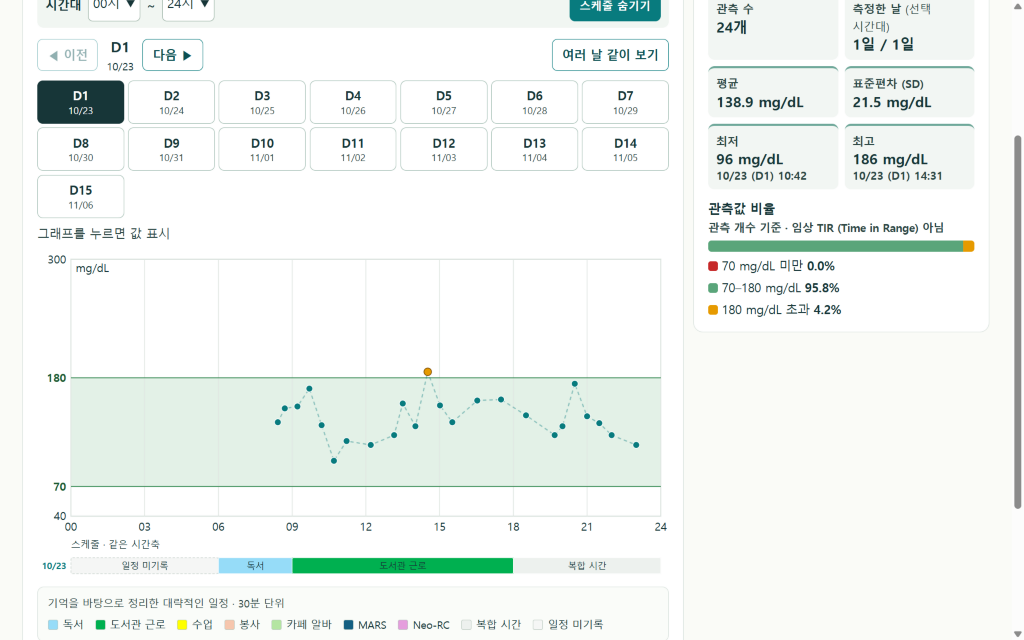 시간대 00시 ▼ ~ 24시 ▼ 스케줄 숨기기
◀ 이전 D1 10/23 다음 ▶ 여러 날 같이 보기
D1 D2 D3 D4 D5 D6 D7
10/23 10/24 10/25 10/26 10/27 10/28 10/29
D8 D9 D10 D11 D12 D13 D14
10/30 10/31 11/01 11/02 11/03 11/04 11/05
D15
11/06
그래프를 누르면 값 표시
300
mg/dL
180
70
40
00 03 06 09 12 15 18 21 24
스케줄 · 같은 시간축
10/23 일정 미기록 독서 도서관 근로 복합 시간
기억을 바탕으로 정리한 대략적인 일정 · 30분 단위
독서 도서관 근로 수업 봉사 카페 알바 MARS Neo-RC 복합 시간 일정 미기록
관측 수
24개
측정한 날 (선택
시간대)
1일 / 1일
평균
138.9 mg/dL
표준편차 (SD)
21.5 mg/dL
최저
96 mg/dL
10/23 (D1) 10:42
최고
186 mg/dL
10/23 (D1) 14:31
관측값 비율
관측 개수 기준 · 임상 TIR (Time in Range) 아님
70 mg/dL 미만 0.0%
70–180 mg/dL 95.8%
180 mg/dL 초과 4.2%